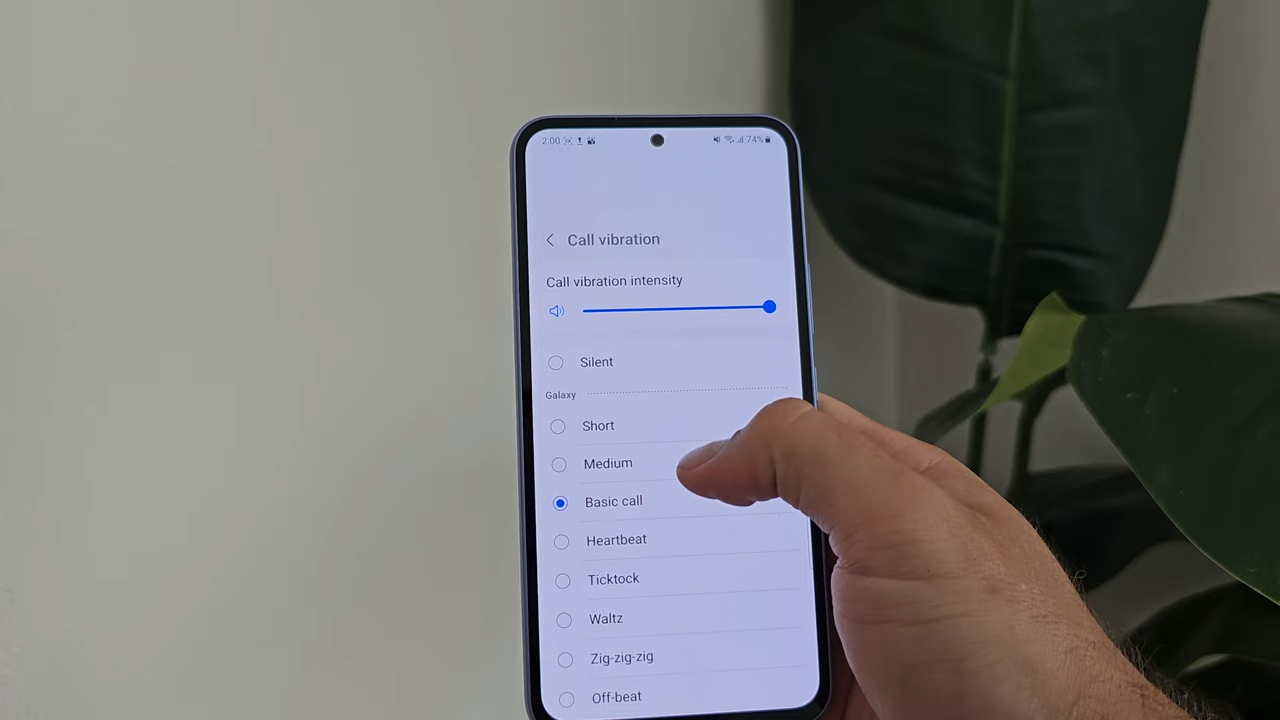 2:00 74%
Call vibration
Call vibration intensity
Silent
Galaxy
Short
Medium
Basic call
Heartbeat
Ticktock
Waltz
Zig-zig-zig
Off-beat